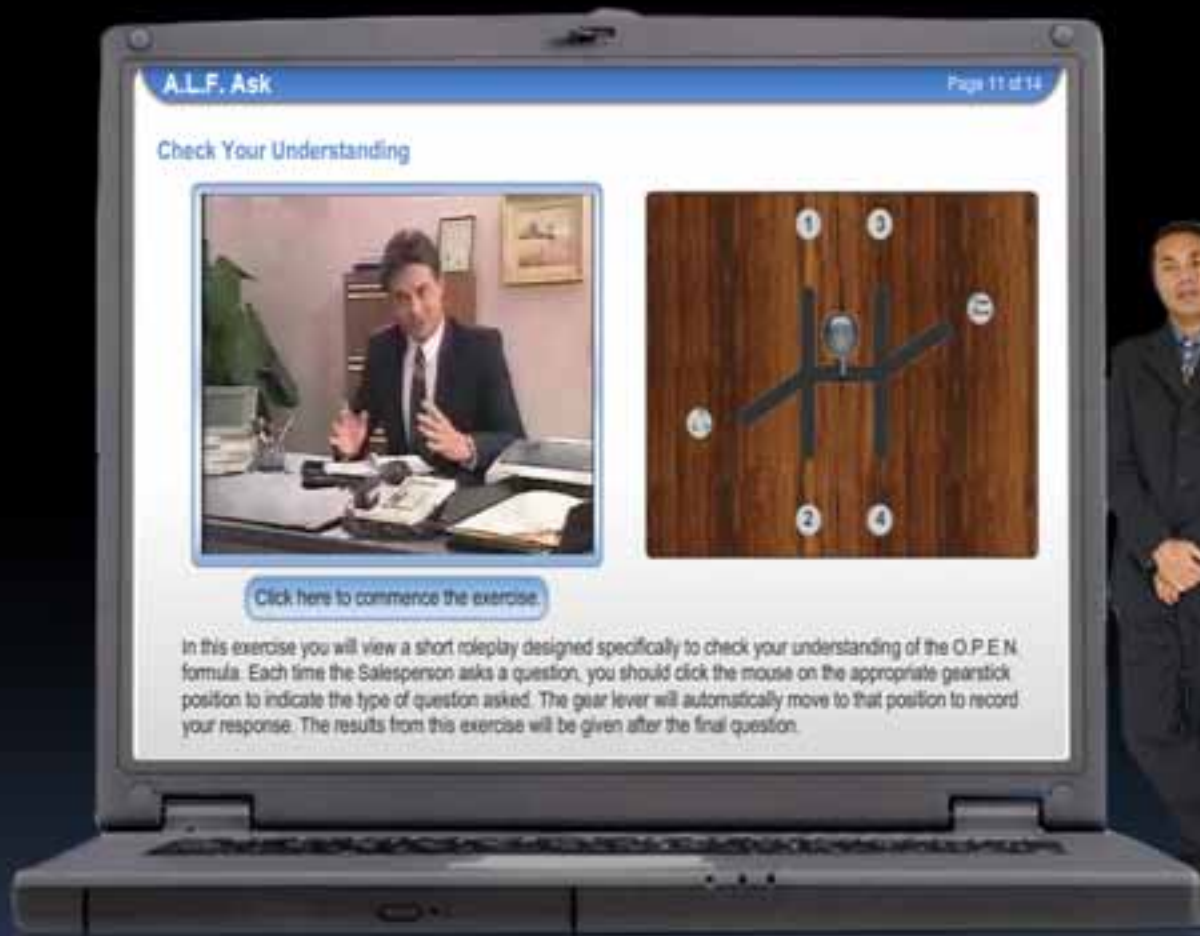 A.L.F. Ask
Page 11 of 14
Check Your Understanding
1
3
2
4
Click here to commence the exercise.
In this exercise you will view a short roleplay designed specifically to check your understanding of the O.P.E.N.
formula. Each time the Salesperson asks a question, you should click the mouse on the appropriate gearstick
position to indicate the type of question asked. The gear lever will automatically move to that position to record
your response. The results from this exercise will be given after the final question.